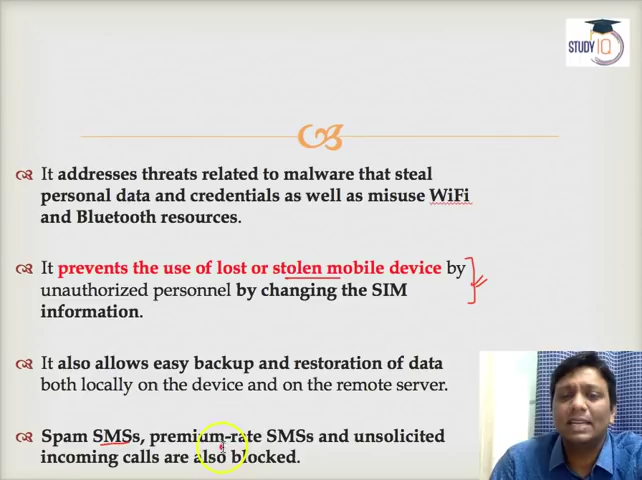 STUDY IQ
It addresses threats related to malware that steal
personal data and credentials as well as misuse WiFi
and Bluetooth resources.
It prevents the use of lost or stolen mobile device by
unauthorized personnel by changing the SIM
information.
It also allows easy backup and restoration of data
both locally on the device and on the remote server.
Spam SMSs, premium-rate SMSs and unsolicited
incoming calls are also blocked.